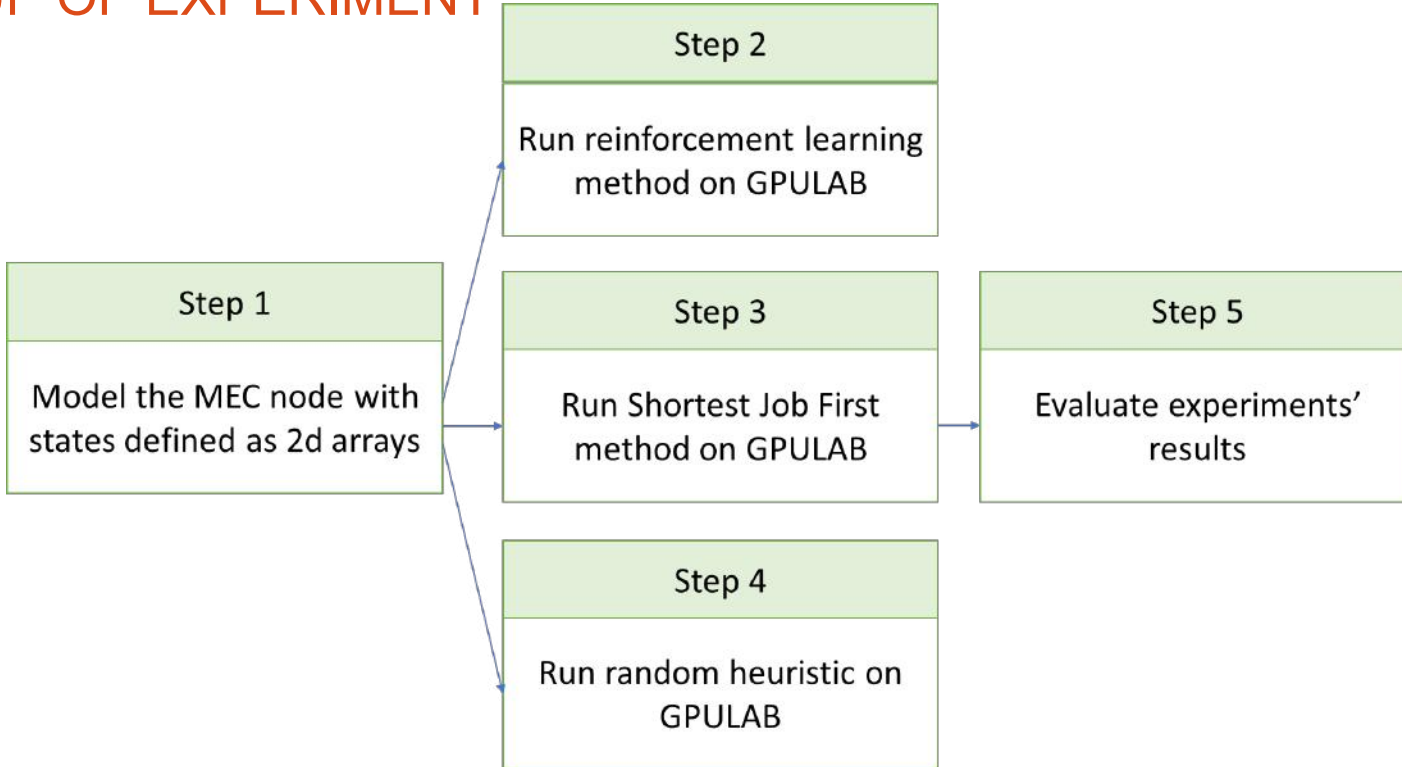 OF EXPERIMENT
Step 2
Run reinforcement learning
method on GPULAB
Step 1
Model the MEC node with
states defined as 2d arrays
Step 3
Run Shortest Job First
method on GPULAB
Step 5
Evaluate experiments’
results
Step 4
Run random heuristic on
GPULAB